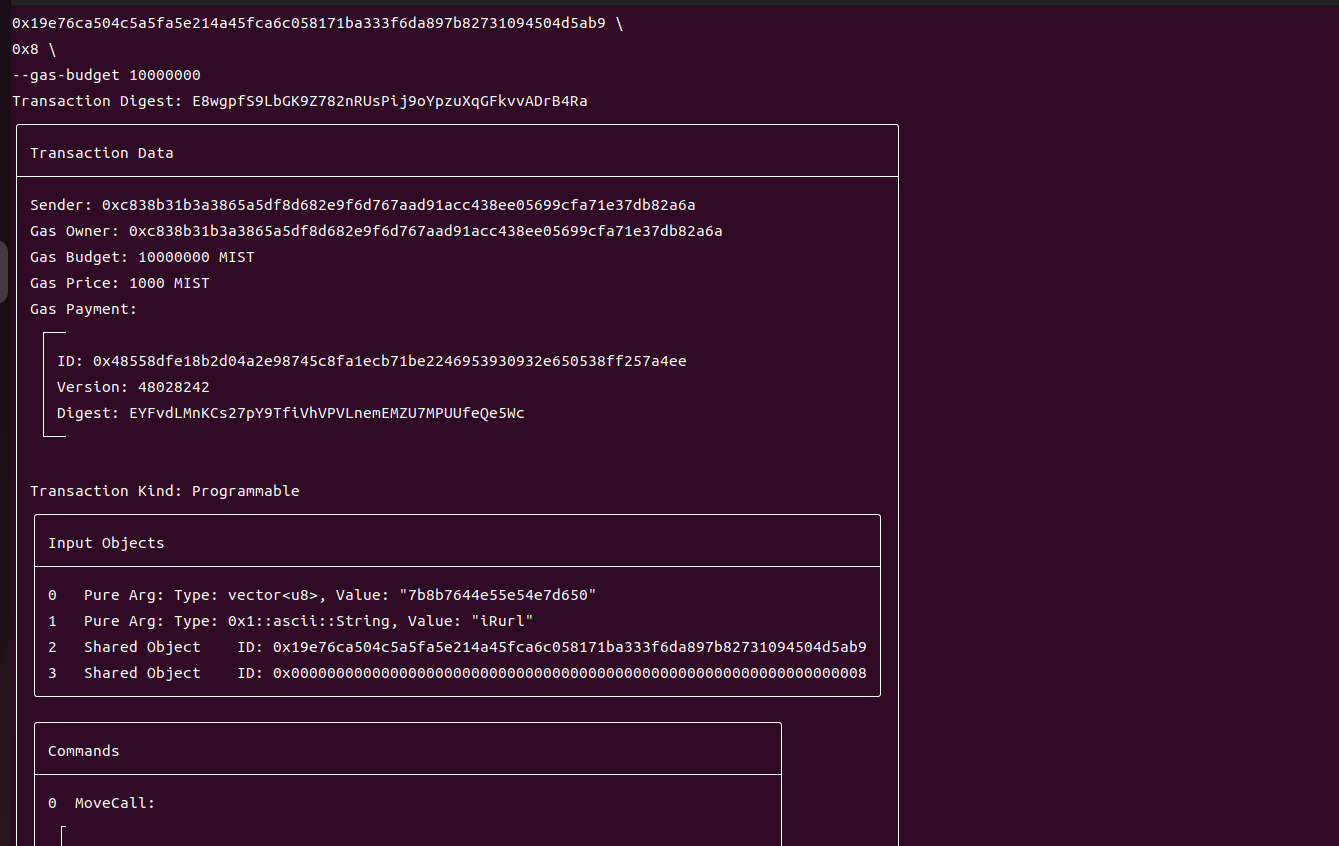 0x19e76ca504c5a5fa5e214a45fca6c058171ba333f6da897b82731094504d5ab9 \
0x8 \
--gas-budget 10000000
Transaction Digest: E8wgpfS9LbGK9Z782nRUsPij9oYpzuXqGFkvvADrB4Ra
Transaction Data
Sender: 0xc838b31b3a3865a5df8d682e9f6d767aad91acc438ee05699cfa71e37db82a6a
Gas Owner: 0xc838b31b3a3865a5df8d682e9f6d767aad91acc438ee05699cfa71e37db82a6a
Gas Budget: 10000000 MIST
Gas Price: 1000 MIST
Gas Payment:
ID: 0x48558dfe18b2d04a2e98745c8fa1ecb71be2246953930932e650538ff257a4ee
Version: 48028242
Digest: EYFvdLMnKCs27pY9TfiVhVPVLnemEMZU7MPUUfeQe5Wc
Transaction Kind: Programmable
Input Objects
0 Pure Arg: Type: vector<u8>, Value: "7b8b7644e55e54e7d650"
1 Pure Arg: Type: 0x1::ascii::String, Value: "iRurl"
2 Shared Object ID: 0x19e76ca504c5a5fa5e214a45fca6c058171ba333f6da897b82731094504d5ab9
3 Shared Object ID: 0x0000000000000000000000000000000000000000000000000000000000000008
Commands
0 MoveCall: